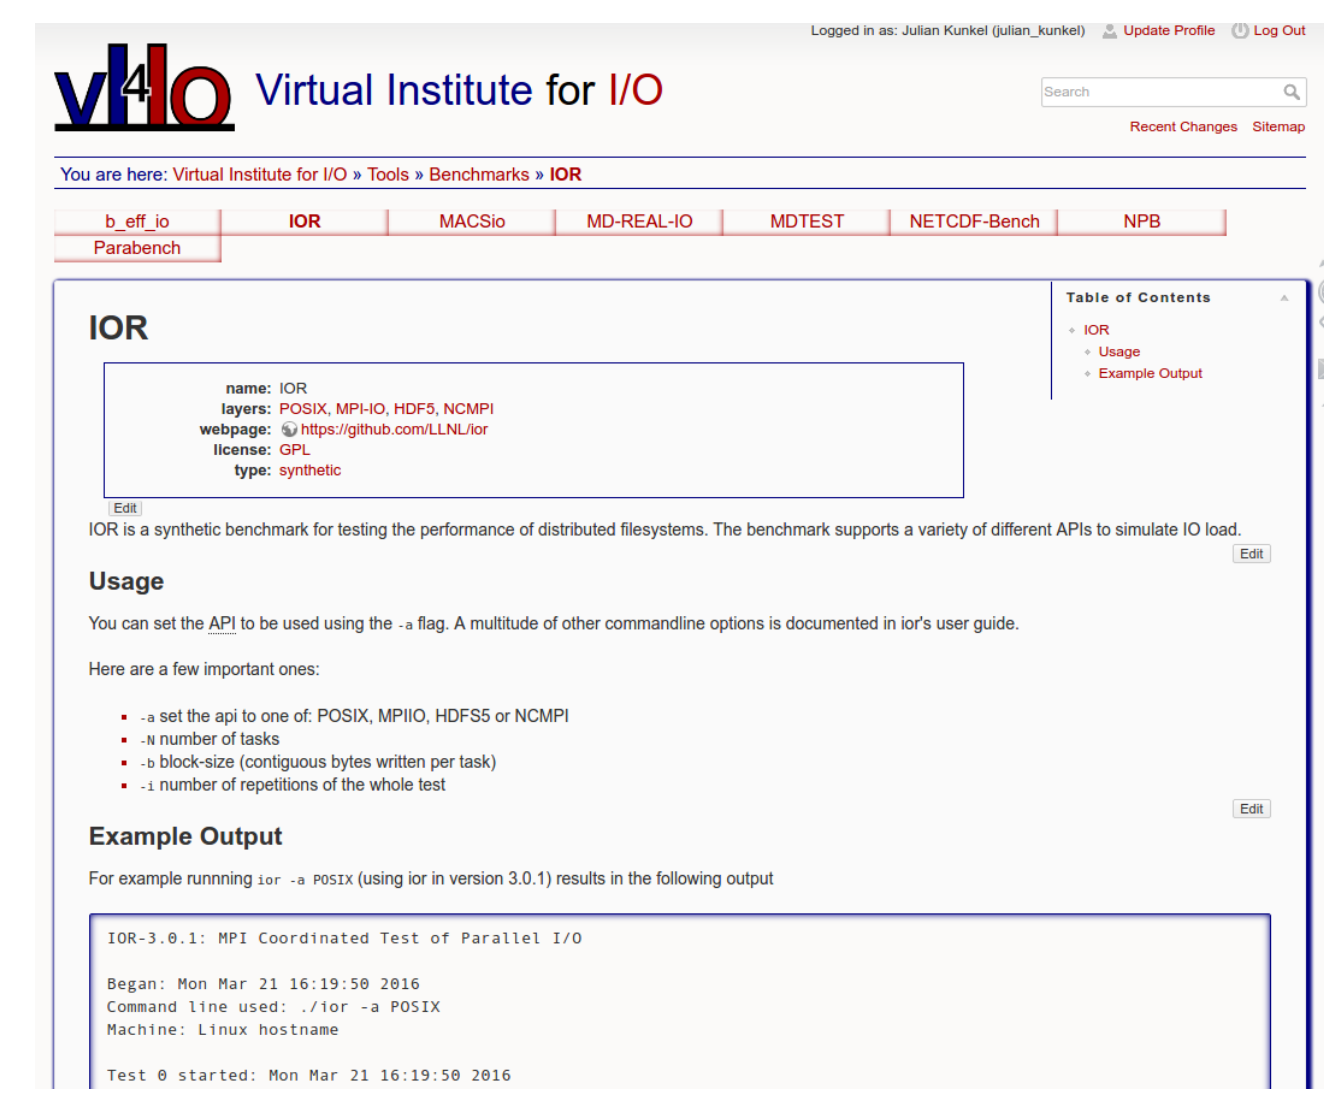 Logged in as: Julian Kunkel (julian_kunkel) Update Profile Log Out
vI4IO Virtual Institute for I/O
Search
Recent Changes Sitemap
You are here: Virtual Institute for I/O » Tools » Benchmarks » IOR
b_eff_io IOR MACSio MD-REAL-IO MDTEST NETCDF-Bench NPB
Parabench
Table of Contents
IOR
Usage
Example Output
IOR
name: IOR
layers: POSIX, MPI-IO, HDF5, NCMPI
webpage: https://github.com/LLNL/ior
license: GPL
type: synthetic
Edit
IOR is a synthetic benchmark for testing the performance of distributed filesystems. The benchmark supports a variety of different APIs to simulate IO load.
Edit
Usage
You can set the API to be used using the -a flag. A multitude of other commandline options is documented in ior's user guide.
Here are a few important ones:
-a set the api to one of: POSIX, MPIIO, HDFS5 or NCMPI
-N number of tasks
-b block-size (contiguous bytes written per task)
-i number of repetitions of the whole test
Edit
Example Output
For example runnning ior -a POSIX (using ior in version 3.0.1) results in the following output
IOR-3.0.1: MPI Coordinated Test of Parallel I/O
Began: Mon Mar 21 16:19:50 2016
Command line used: ./ior -a POSIX
Machine: Linux hostname
Test 0 started: Mon Mar 21 16:19:50 2016